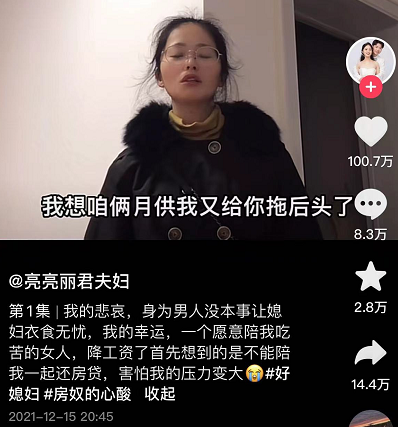 我想咱俩月供我又给你拖后头了
100.7万
8.3万
2.8万
14.4万
@亮亮丽君夫妇
第1集 | 我的悲哀，身为男人没本事让媳
妇衣食无忧，我的幸运，一个愿意陪我吃
苦的女人，降工资了首先想到的是不能陪
我一起还房贷，害怕我的压力变大😭#好
媳妇 #房奴的心酸 收起
2021-12-15 20:45